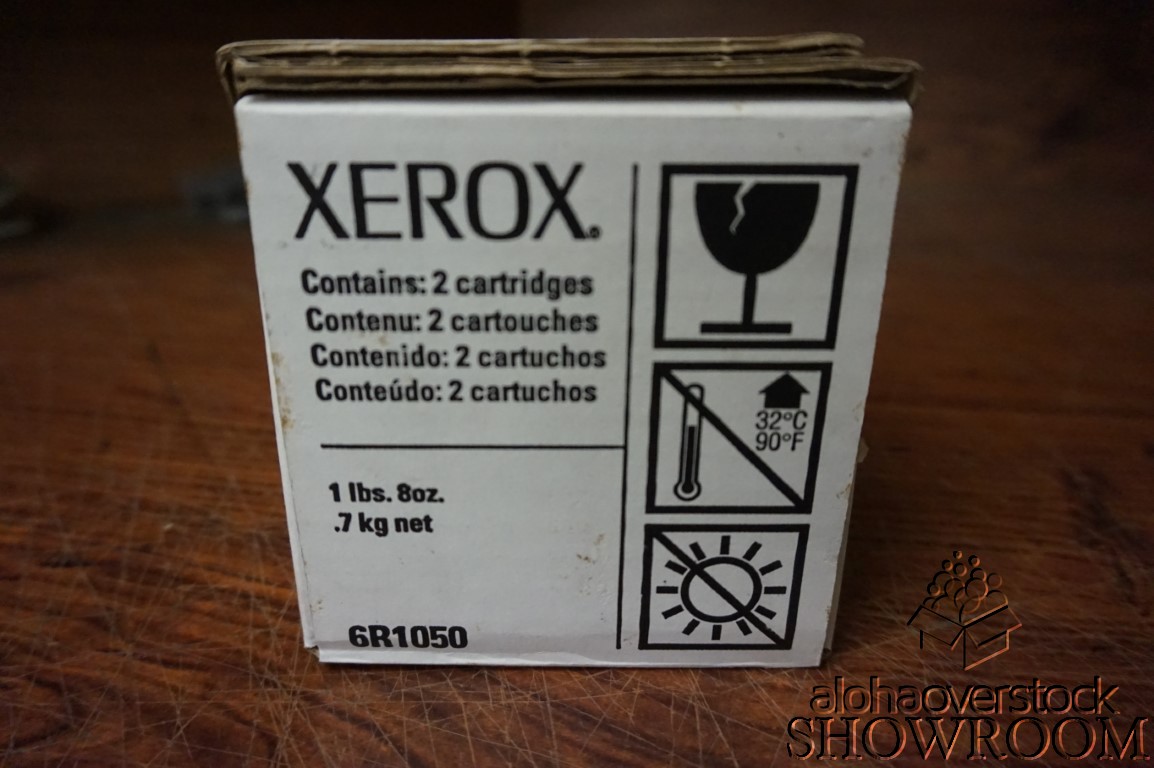 XEROX®
Contains: 2 cartridges
Contenu: 2 cartouches
Contenido: 2 cartuchos
Conteúdo: 2 cartuchos
32°C
90°F
1 lbs. 8oz.
.7 kg net
6R1050
alohaoverstock
SHOWROOM